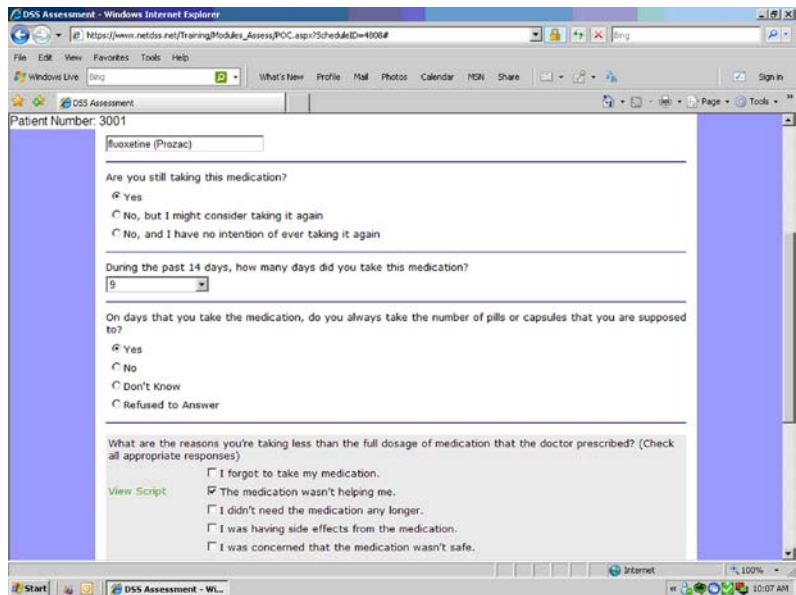 DSS Assessment - Windows Internet Explorer
https://www.netdss.net/Training/Modules_Assess/POC.aspx?ScheduleID=4808#
Bing
File Edit View Favorites Tools Help
Windows Live Bing What's New Profile Mail Photos Calendar MSN Share Sign in
DSS Assessment Page Tools
Patient Number: 3001
fluoxetine (Prozac)
Are you still taking this medication?
Yes
No, but I might consider taking it again
No, and I have no intention of ever taking it again
During the past 14 days, how many days did you take this medication?
9
On days that you take the medication, do you always take the number of pills or capsules that you are supposed
to?
Yes
No
Don't Know
Refused to Answer
What are the reasons you're taking less than the full dosage of medication that the doctor prescribed? (Check
all appropriate responses)
I forgot to take my medication.
View Script The medication wasn't helping me.
I didn't need the medication any longer.
I was having side effects from the medication.
I was concerned that the medication wasn't safe.
Internet 100%
Start DSS Assessment - Wi... 10:07 AM